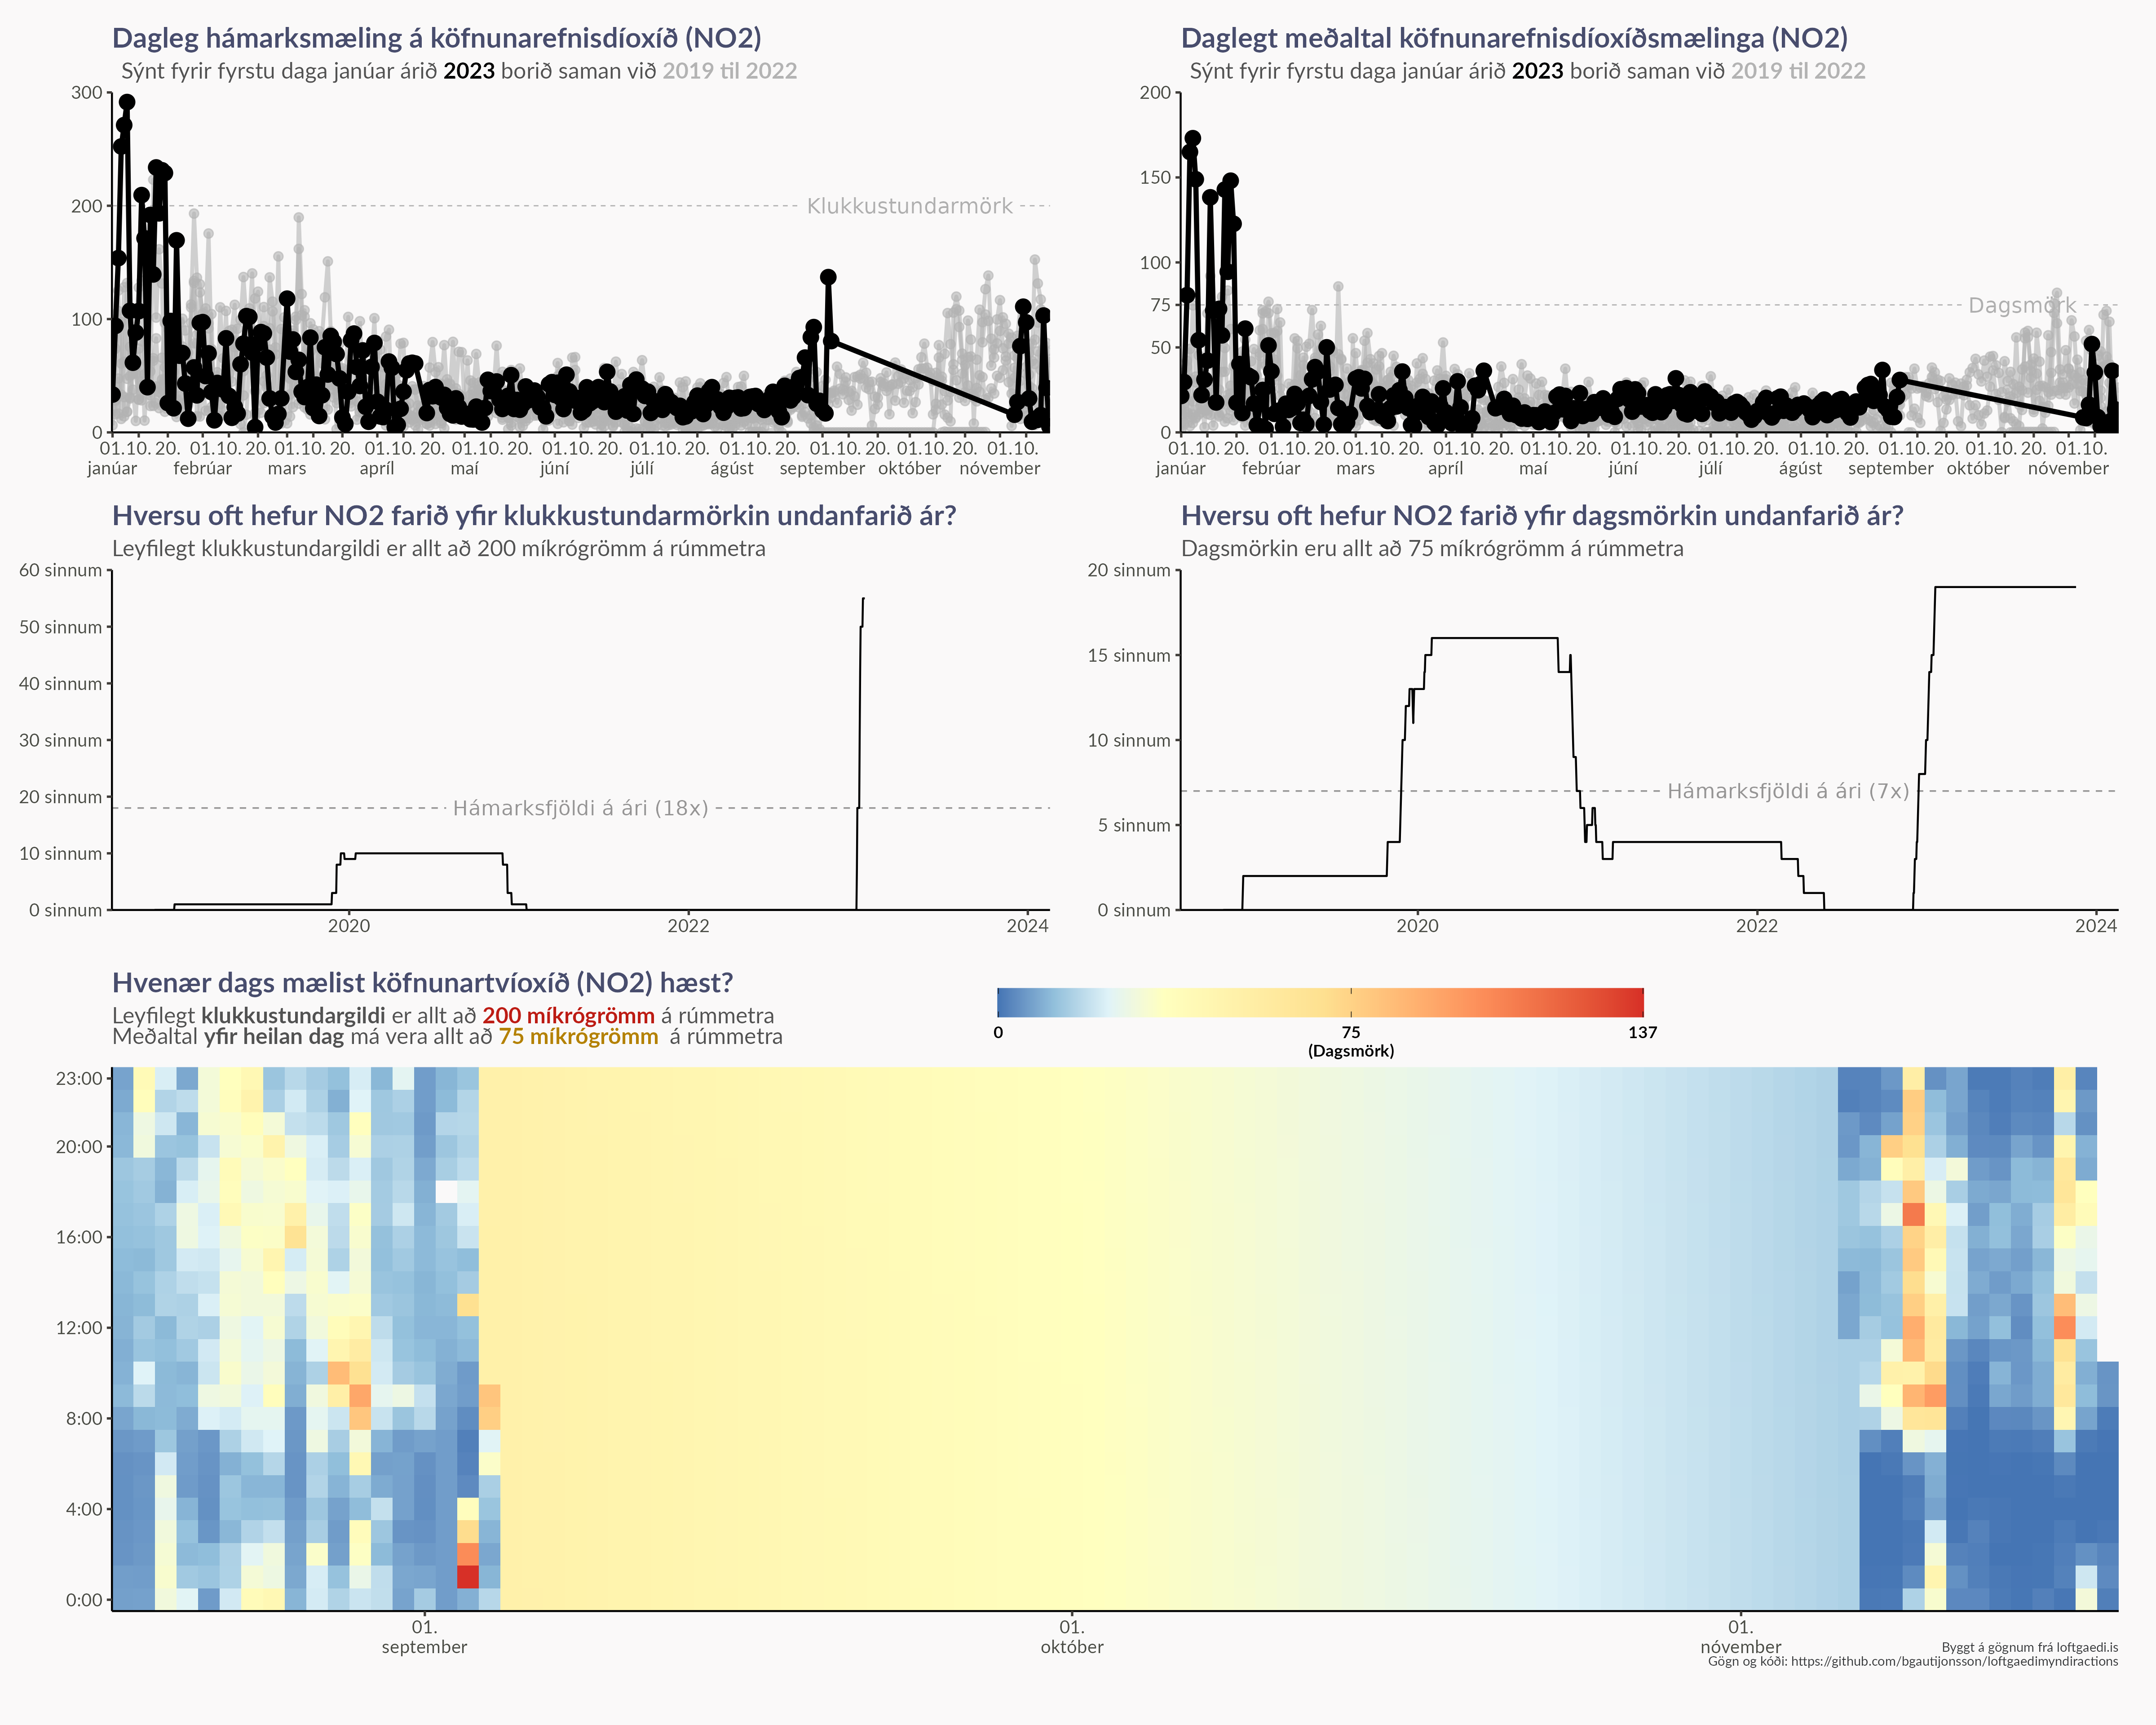 Dagleg hámarksmæling á köfnunarefnisdíoxíð (NO2)
Sýnt fyrir fyrstu daga janúar árið 2023 borið saman við 2019 til 2022
300
200
100
0
Klukkustundarmörk
01. 10. 20. 01. 10. 20. 01. 10. 20. 01. 10. 20. 01. 10. 20. 01. 10. 20. 01. 10. 20. 01. 10. 20. 01. 10. 20. 01. 10. 20. 01. 10.
janúar febrúar mars apríl maí júní júlí ágúst september október nóvember
Daglegt meðaltal köfnunarefnisdíoxíðsmælinga (NO2)
Sýnt fyrir fyrstu daga janúar árið 2023 borið saman við 2019 til 2022
200
150
100
75
50
0
Dagsmörk
01. 10. 20. 01. 10. 20. 01. 10. 20. 01. 10. 20. 01. 10. 20. 01. 10. 20. 01. 10. 20. 01. 10. 20. 01. 10. 20. 01. 10. 20. 01. 10.
janúar febrúar mars apríl maí júní júlí ágúst september október nóvember
Hversu oft hefur NO2 farið yfir klukkustundarmörkin undanfarið ár?
Leyfilegt klukkustundargildi er allt að 200 míkrógrömm á rúmmetra
60 sinnum
50 sinnum
40 sinnum
30 sinnum
20 sinnum
10 sinnum
0 sinnum
Hámarksfjöldi á ári (18x)
2020 2022 2024
Hversu oft hefur NO2 farið yfir dagsmörkin undanfarið ár?
Dagsmörkin eru allt að 75 míkrógrömm á rúmmetra
20 sinnum
15 sinnum
10 sinnum
5 sinnum
0 sinnum
Hámarksfjöldi á ári (7x)
2020 2022 2024
Hvenær dags mælist köfnunartvíoxíð (NO2) hæst?
Leyfilegt klukkustundargildi er allt að 200 míkrógrömm á rúmmetra
Meðaltal yfir heilan dag má vera allt að 75 míkrógrömm á rúmmetra
0 75 137
(Dagsmörk)
23:00
20:00
16:00
12:00
8:00
4:00
0:00
01. 01. 01.
september október nóvember
Byggt á gögnum frá loftgaedi.is
Gögn og kóði: https://github.com/bgautijonsson/loftgaedimyndiractions